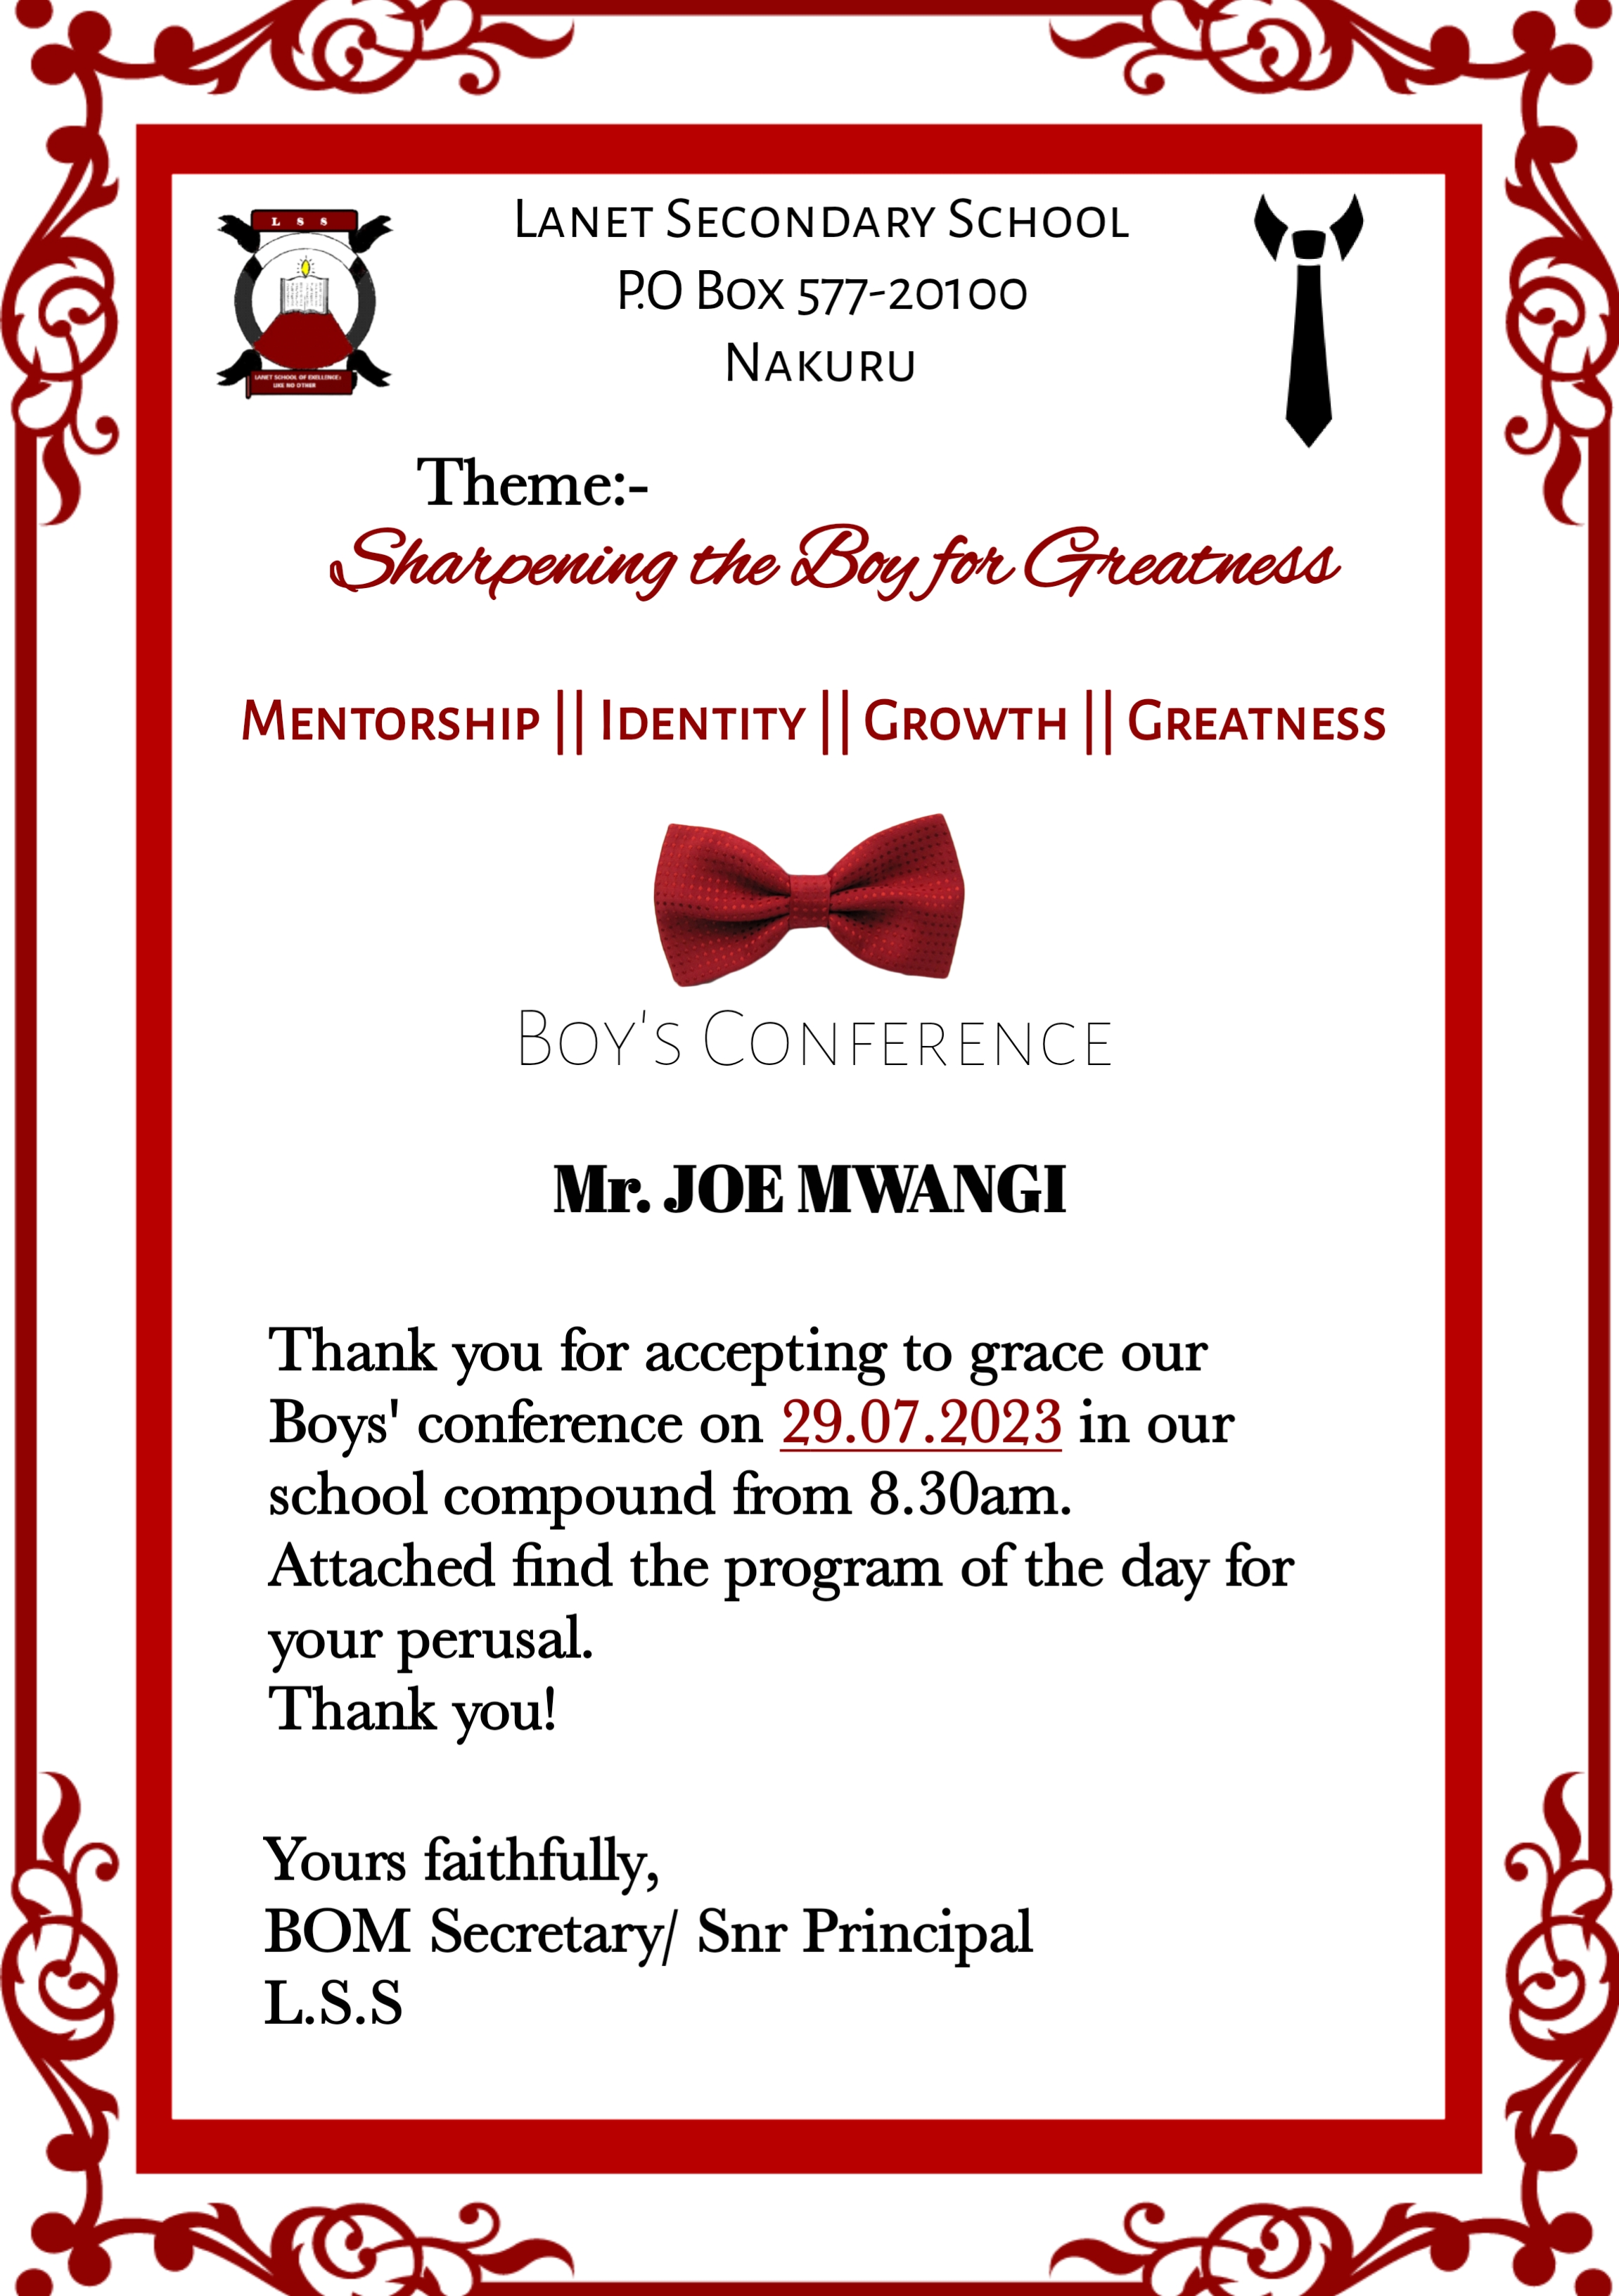 L S S
LANET SCHOOL OF EXELLENCE:
LIKE NO OTHER
Lanet Secondary School
P.O Box 577-20100
Nakuru
Theme:-
Sharpening the Boy for Greatness
Mentorship || Identity || Growth || Greatness
Boy's Conference
Mr. JOE MWANGI
Thank you for accepting to grace our
Boys' conference on 29.07.2023 in our
school compound from 8.30am.
Attached find the program of the day for
your perusal.
Thank you!
Yours faithfully,
BOM Secretary/ Snr Principal
L.S.S